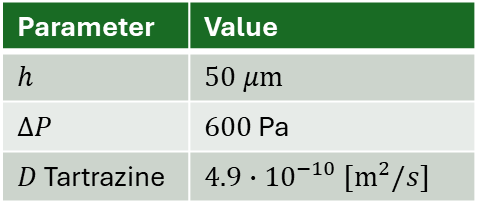 Parameter Value
h 50 μm
ΔP 600 Pa
D Tartrazine 4.9 · 10⁻¹⁰ [m²/s]